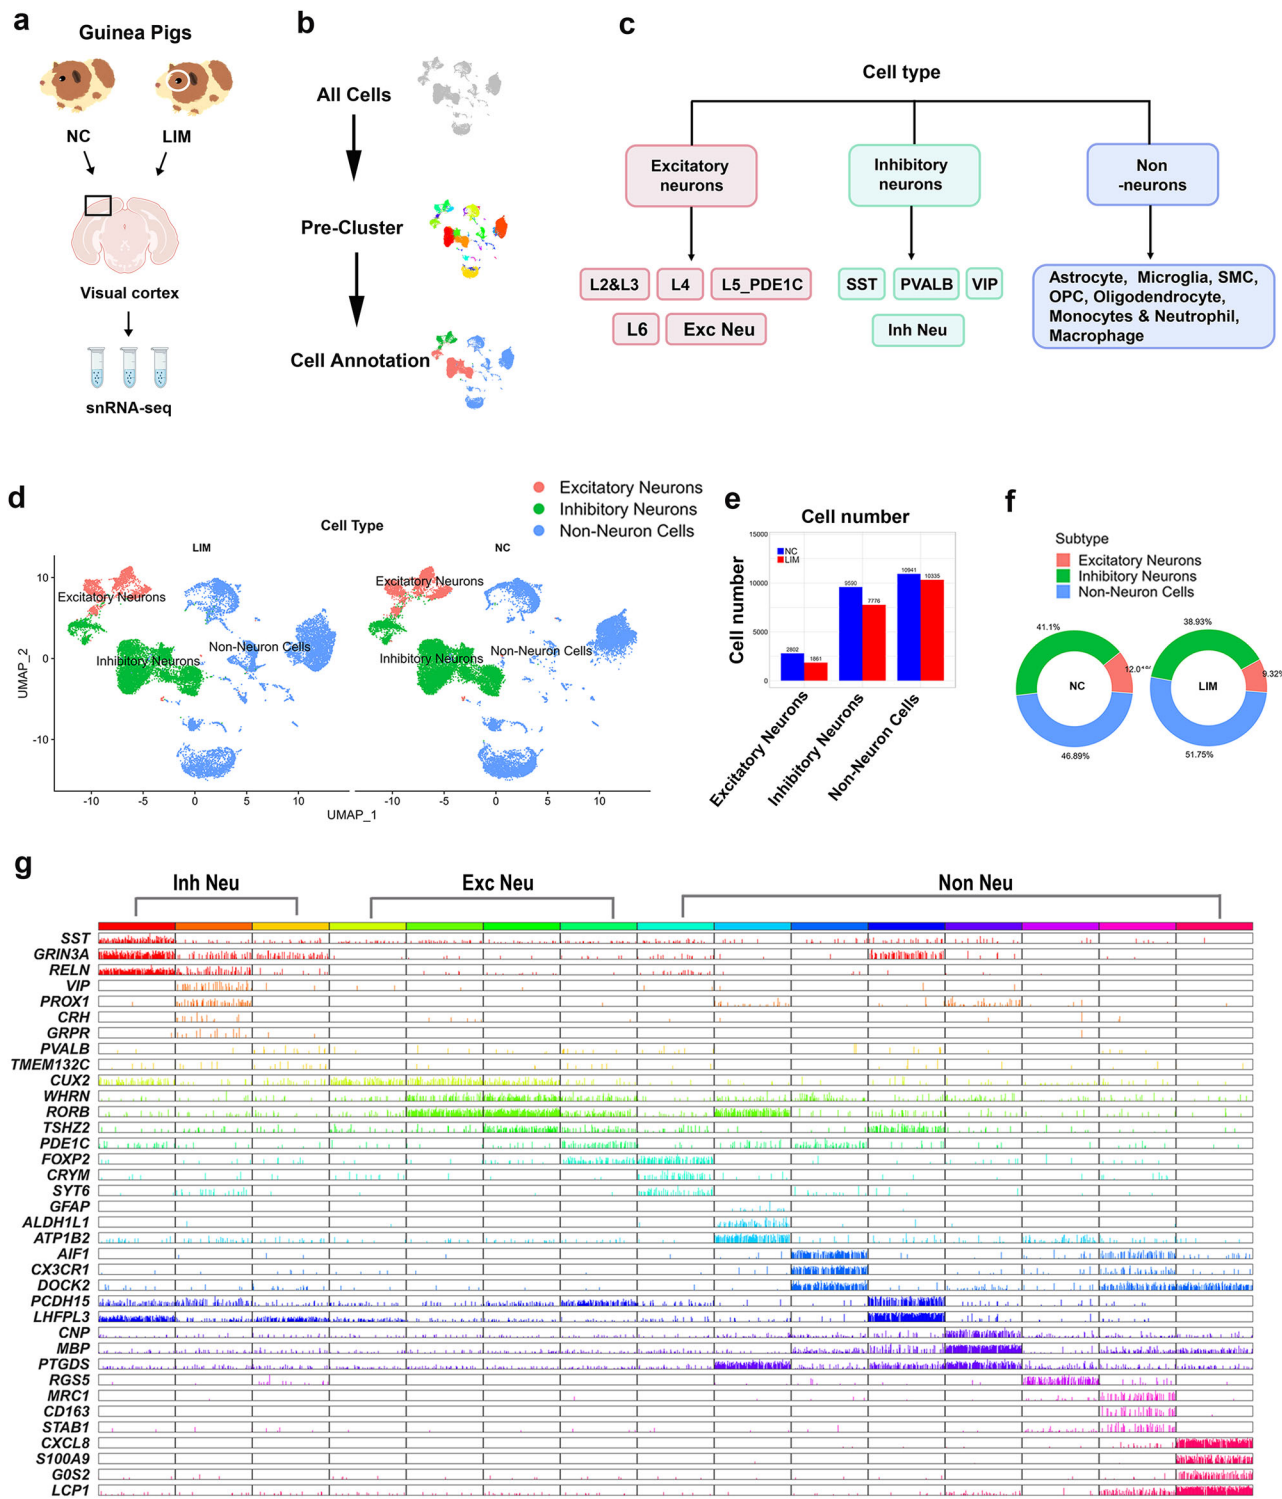 a
Guinea Pigs
NC
LIM
Visual cortex
snRNA-seq
b
All Cells
Pre-Cluster
Cell Annotation
c
Cell type
Excitatory
neurons
Inhibitory
neurons
Non
-neurons
L2&L3
L4
L5_PDE1C
L6
Exc Neu
SST
PVALB
VIP
Inh Neu
Astrocyte, Microglia, SMC,
OPC, Oligodendrocyte,
Monocytes & Neutrophil,
Macrophage
d
Excitatory Neurons
Inhibitory Neurons
Non-Neuron Cells
Cell Type
LIM
NC
Excitatory Neurons
Inhibitory Neurons
Non-Neuron Cells
Excitatory Neurons
Inhibitory Neurons
Non-Neuron Cells
UMAP_2
10
0
-10
-10
-5
0
5
10
-10
-5
0
5
10
UMAP_1
e
Cell number
Cell number
15000
10000
5000
0
NC
LIM
2802
1861
9590
7776
10941
10335
Excitatory Neurons
Inhibitory Neurons
Non-Neuron Cells
f
Subtype
Excitatory Neurons
Inhibitory Neurons
Non-Neuron Cells
41.1%
NC
46.89%
38.93%
9.32%
LIM
51.75%
g
Inh Neu
Exc Neu
Non Neu
SST
GRIN3A
RELN
VIP
PROX1
CRH
GRPR
PVALB
TMEM132C
CUX2
WHRN
RORB
TSHZ2
PDE1C
FOXP2
CRYM
SYT6
GFAP
ALDH1L1
ATP1B2
AIF1
CX3CR1
DOCK2
PCDH15
LHFPL3
CNP
MBP
PTGDS
RGS5
MRC1
CD163
STAB1
CXCL8
S100A9
G0S2
LCP1